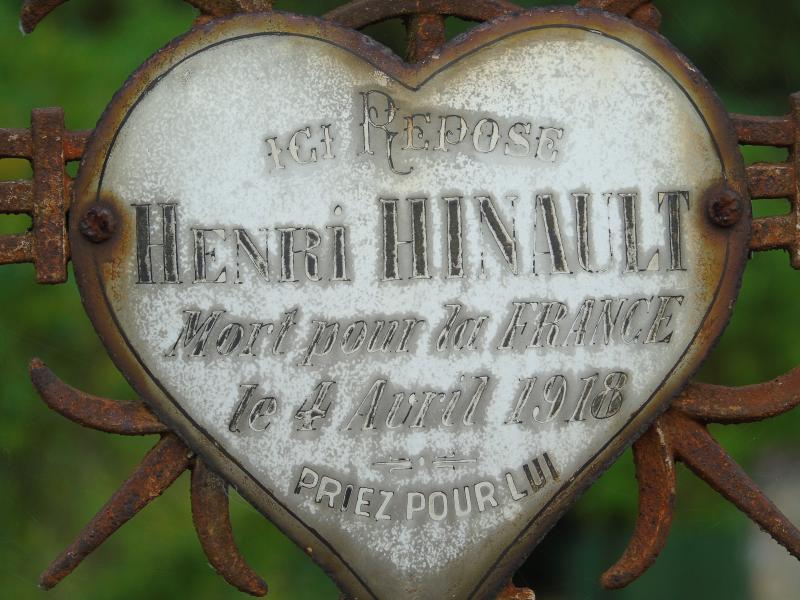 ICI REPOSE
HENRI HINAULT
Mort pour la FRANCE
le 4 Avril 1918
PRIEZ POUR LUI